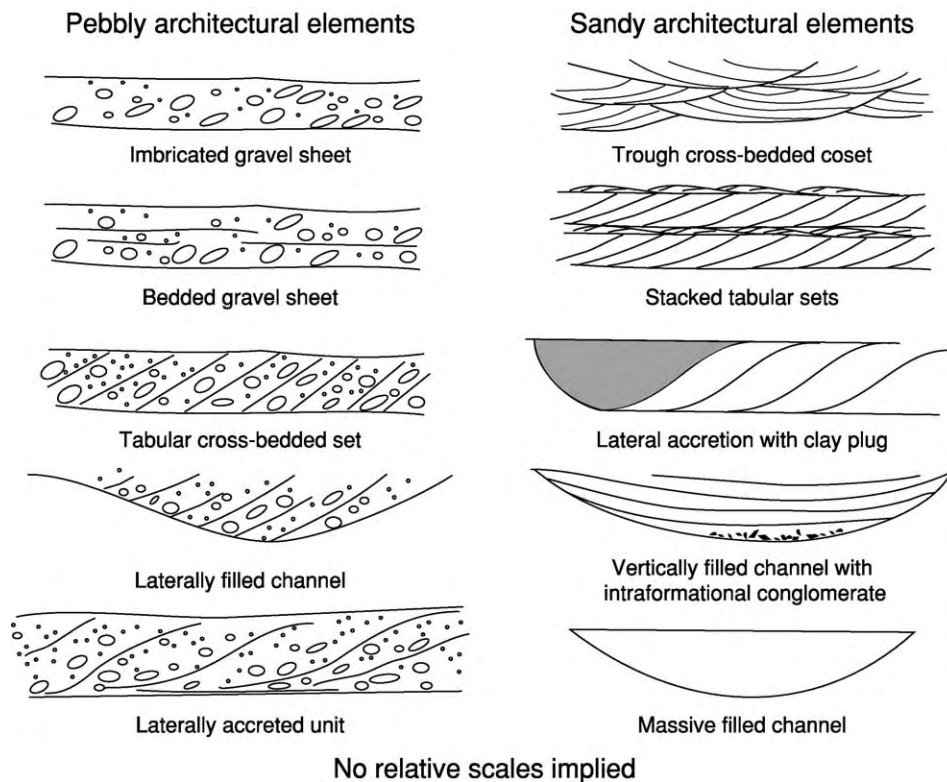 Pebbly architectural elements
Imbricated gravel sheet
Bedded gravel sheet
Tabular cross-bedded set
Laterally filled channel
Laterally accreted unit
Sandy architectural elements
Trough cross-bedded coset
Stacked tabular sets
Lateral accretion with clay plug
Vertically filled channel with
intraformational conglomerate
Massive filled channel
No relative scales implied